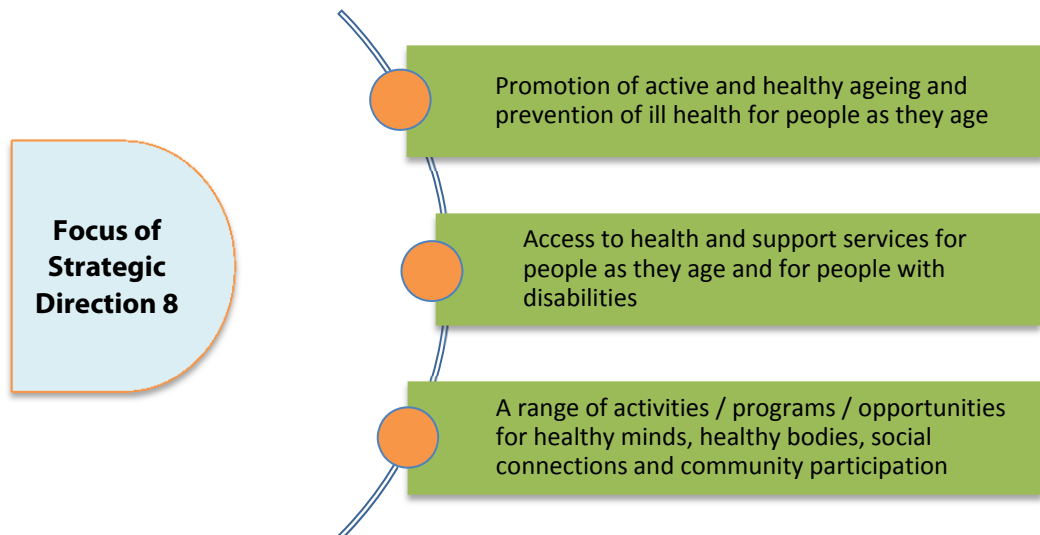 Focus of
Strategic
Direction 8
Promotion of active and healthy ageing and
prevention of ill health for people as they age
Access to health and support services for
people as they age and for people with
disabilities
A range of activities / programs / opportunities
for healthy minds, healthy bodies, social
connections and community participation